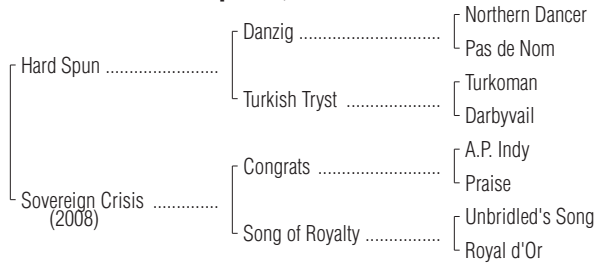 Northern Dancer
Danzig ........................
Pas de Nom
Hard Spun .......................
Turkoman
Turkish Tryst ...................
Darbyvail
A.P. Indy
Congrats .........................
Praise
Sovereign Crisis .............
(2008)
Unbridled's Song
Song of Royalty ...............
Royal d'Or